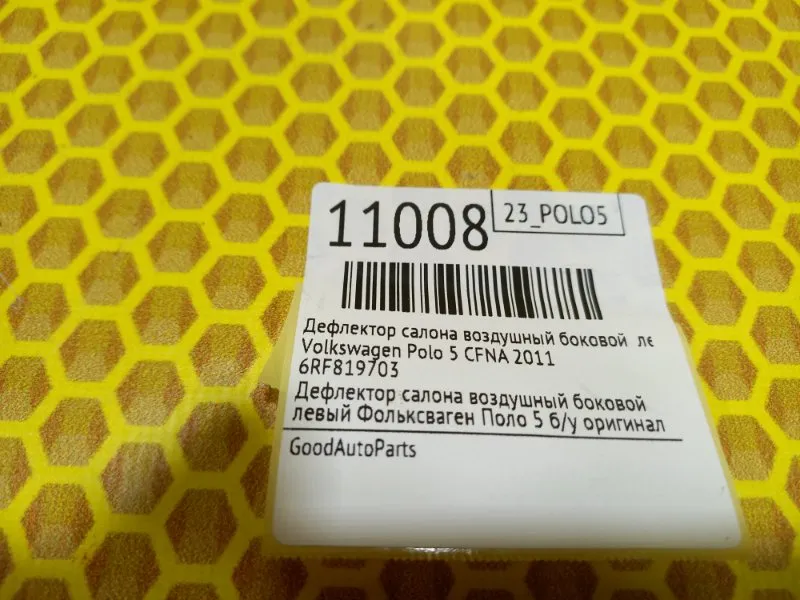 11008
23_POLO5
Дефлектор салона воздушный боковой ле
Volkswagen Polo 5 CFNA 2011
6RF819703
Дефлектор салона воздушный боковой
левый Фольксваген Поло 5 б/у оригинал
GoodAutoParts